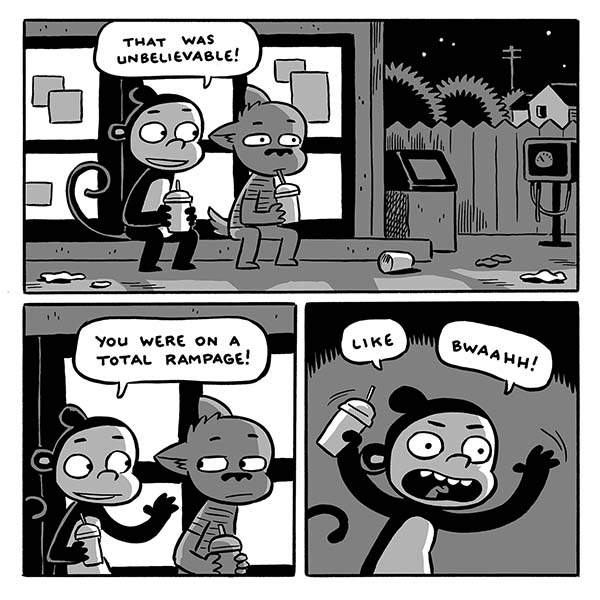 THAT WAS
UNBELIEVABLE!
YOU WERE ON A
TOTAL RAMPAGE!
LIKE
BWAAHH!